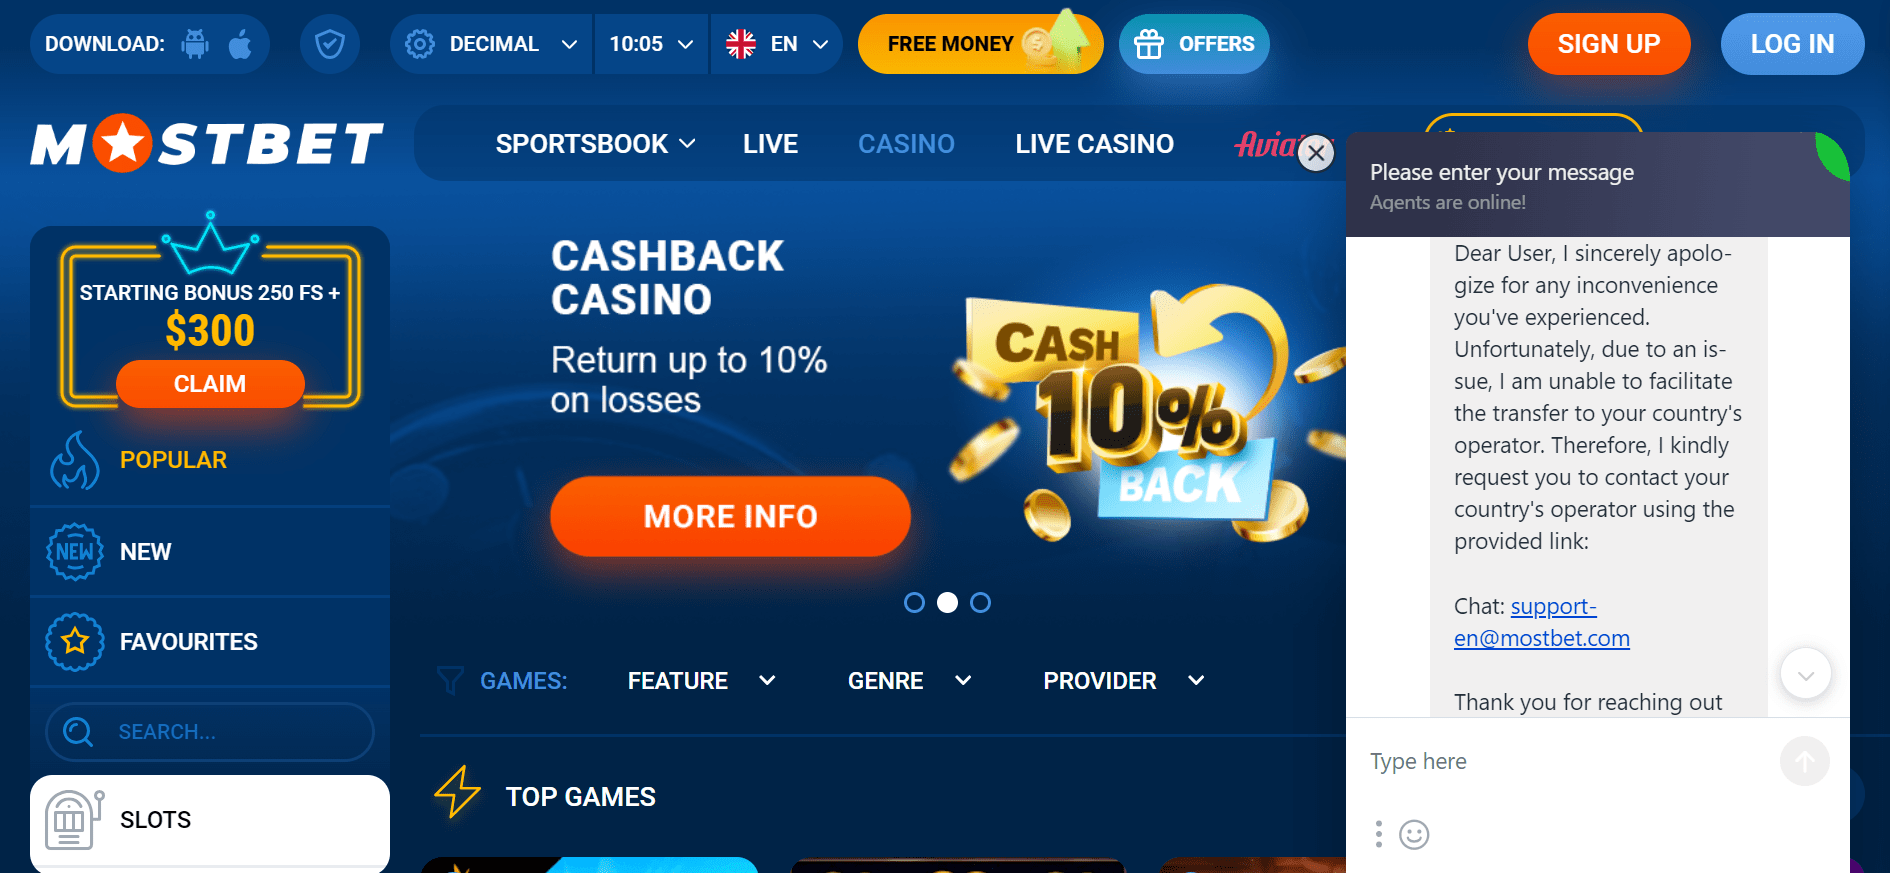 DOWNLOAD:
DECIMAL
10:05
EN
FREE MONEY
OFFERS
SIGN UP
LOG IN
MOSTBET
SPORTSBOOK
LIVE
CASINO
LIVE CASINO
STARTING BONUS 250 FS +
$300
CLAIM
POPULAR
NEW
NEW
FAVOURITES
SEARCH...
SLOTS
CASHBACK
CASINO
Return up to 10%
on losses
MORE INFO
CASH
10%
BACK
GAMES:
FEATURE
GENRE
PROVIDER
TOP GAMES
Please enter your message
Agents are online!
Dear User, I sincerely apolo-
gize for any inconvenience
you've experienced.
Unfortunately, due to an is-
sue, I am unable to facilitate
the transfer to your country's
operator. Therefore, I kindly
request you to contact your
country's operator using the
provided link:
Chat: support-
en@mostbet.com
Thank you for reaching out
Type here